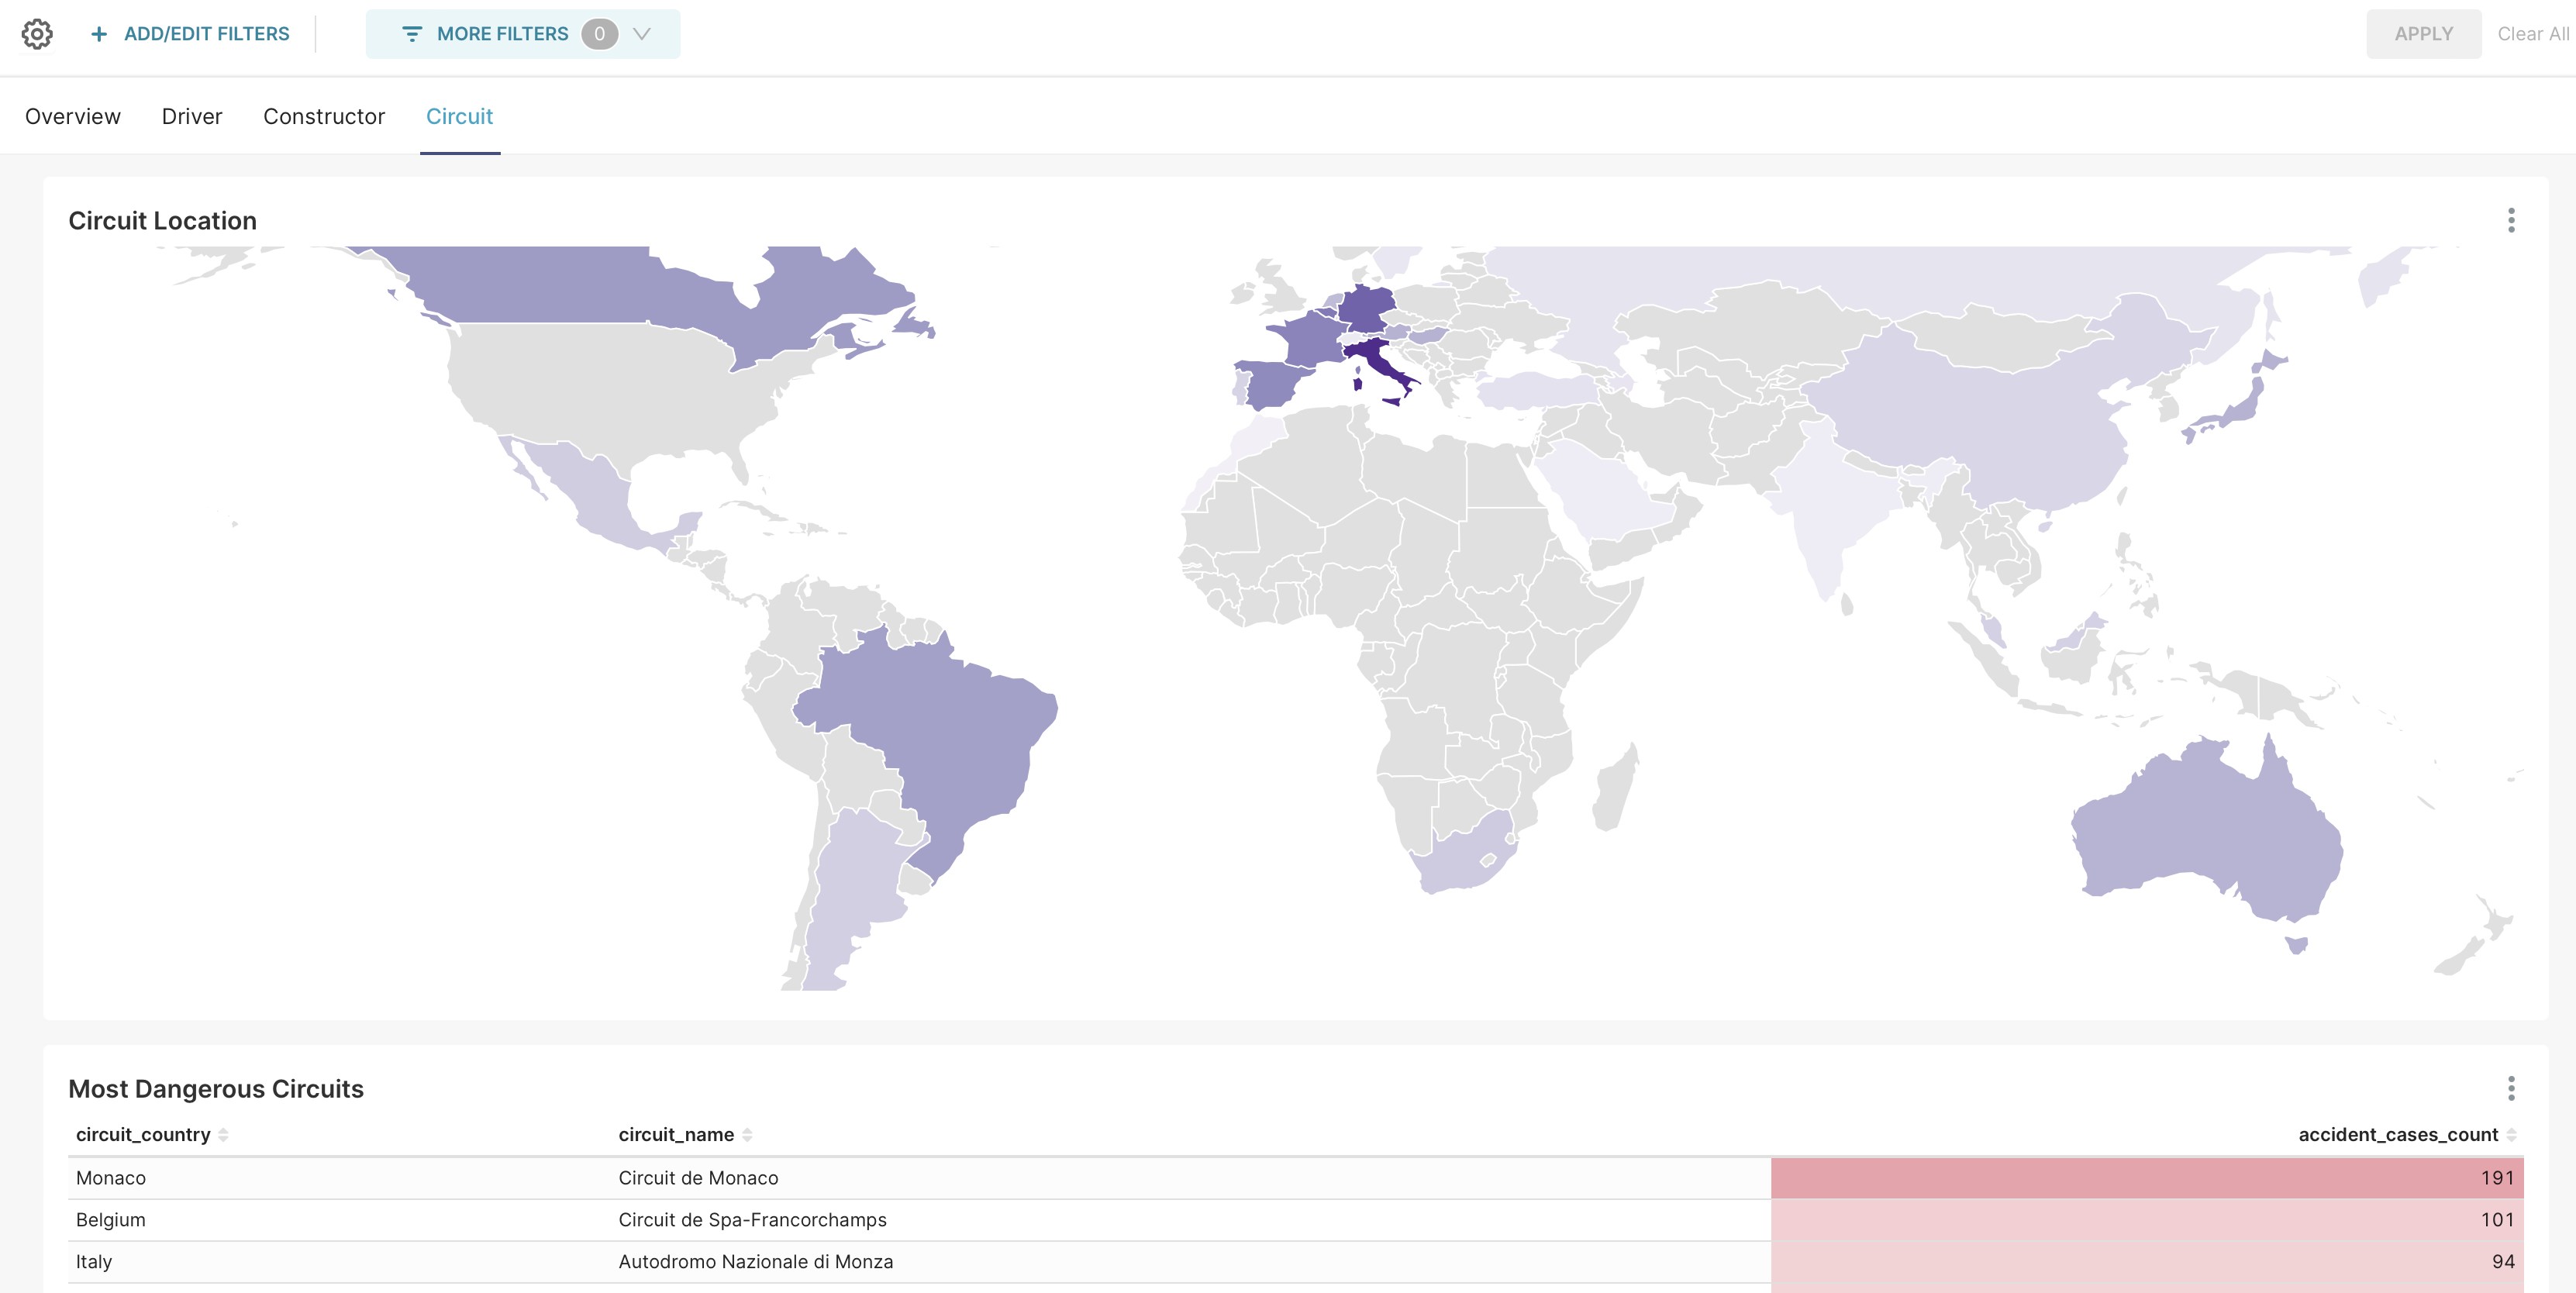 ADD/EDIT FILTERS MORE FILTERS 0 APPLY Clear All
Overview Driver Constructor Circuit
Circuit Location
Most Dangerous Circuits
circuit_country circuit_name accident_cases_count
Monaco Circuit de Monaco 191
Belgium Circuit de Spa-Francorchamps 101
Italy Autodromo Nazionale di Monza 94